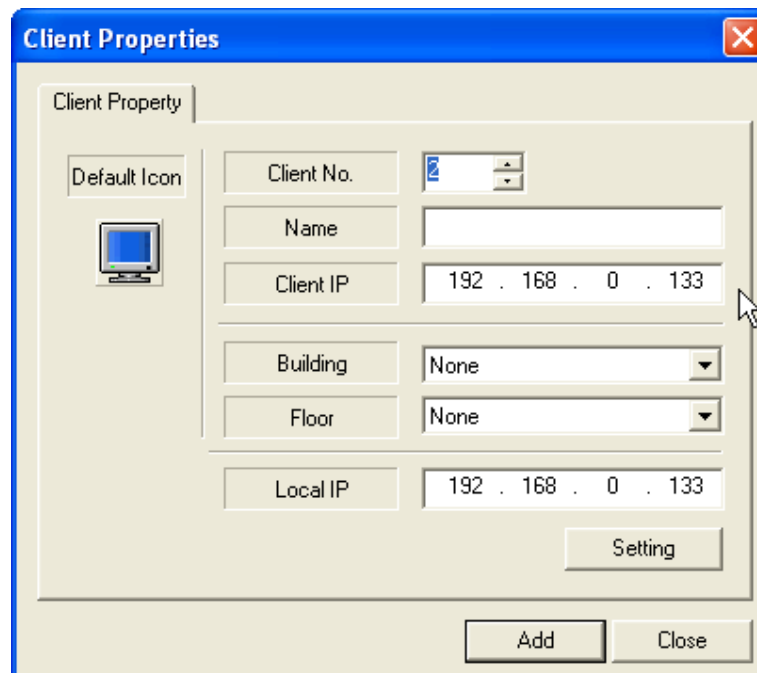 Client Properties
Client Property
Default Icon
Client No.
2
Name
Client IP
192 . 168 . 0 . 133
Building
None
Floor
None
Local IP
192 . 168 . 0 . 133
Setting
Add
Close